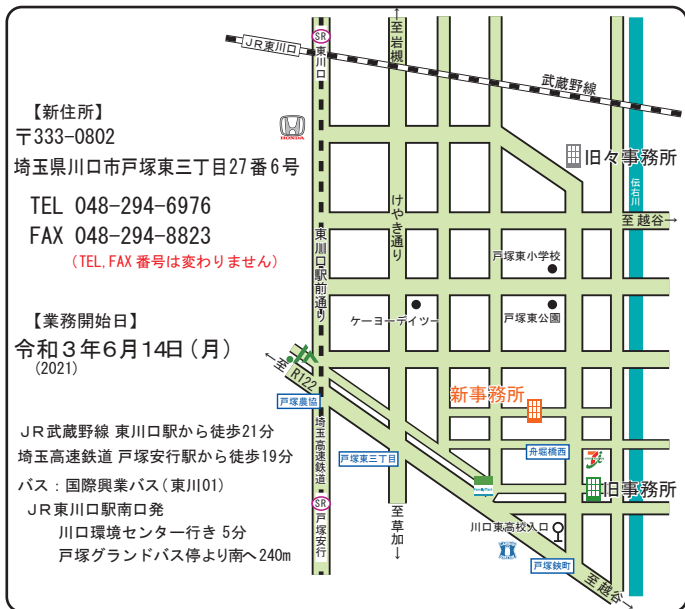 【新住所】
〒333-0802
埼玉県川口市戸塚東三丁目27番6号
TEL 048-294-6976
FAX 048-294-8823
(TEL,FAX 番号は変わりません)
【業務開始日】
令和3年6月14日(月)
(2021)
JR武蔵野線 東川口駅から徒歩21分
埼玉高速鉄道 戸塚安行駅から徒歩19分
バス:国際興業バス(東川01)
JR東川口駅南口発
川口環境センター行き 5分
戸塚グランドバス停より南へ240m
JR東川口
SR
東川口
←至岩槻
武蔵野線
HONDA
旧々事務所
伝右川
至越谷→
けやき通り
東川口駅前通り
戸塚東小学校
ケーヨーデイツー
戸塚東公園
←至R122
戸塚農協
新事務所
埼玉高速鉄道
戸塚東三丁目
舟堀橋西
旧事務所
SR
戸塚安行
至草加→
川口東高校入口
戸塚鋏町
至越谷→